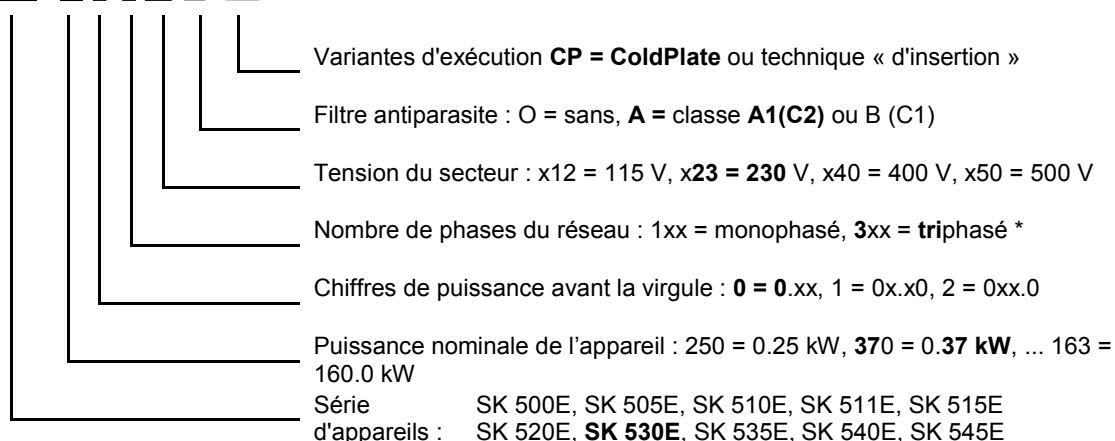 Variantes d'exécution CP = ColdPlate ou technique « d'insertion »
Filtre antiparasite : O = sans, A = classe A1(C2) ou B (C1)
Tension du secteur : x12 = 115 V, x23 = 230 V, x40 = 400 V, x50 = 500 V
Nombre de phases du réseau : 1xx = monophasé, 3xx = triphasé *
Chiffres de puissance avant la virgule : 0 = 0.xx, 1 = 0x.x0, 2 = 0xx.0
Puissance nominale de l’appareil : 250 = 0.25 kW, 370 = 0.37 kW, ... 163 =
160.0 kW
Série SK 500E, SK 505E, SK 510E, SK 511E, SK 515E
d'appareils : SK 520E, SK 530E, SK 535E, SK 540E, SK 545E